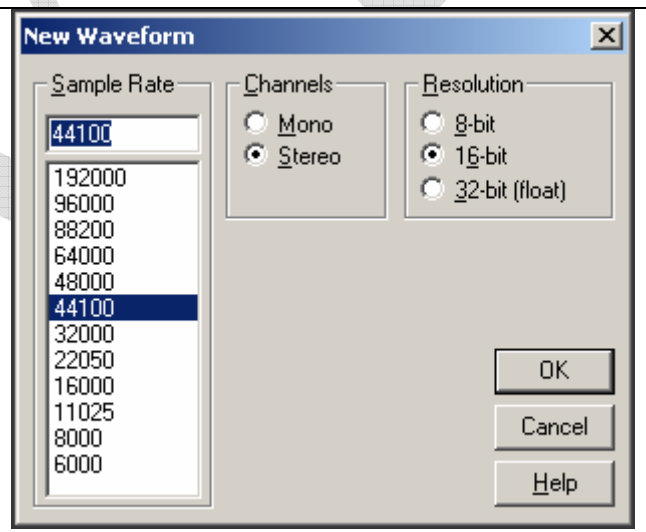 New Waveform
Sample Rate
44100
192000
96000
88200
64000
48000
44100
32000
22050
16000
11025
8000
6000
Channels
Mono
Stereo
Resolution
8-bit
16-bit
32-bit (float)
OK
Cancel
Help